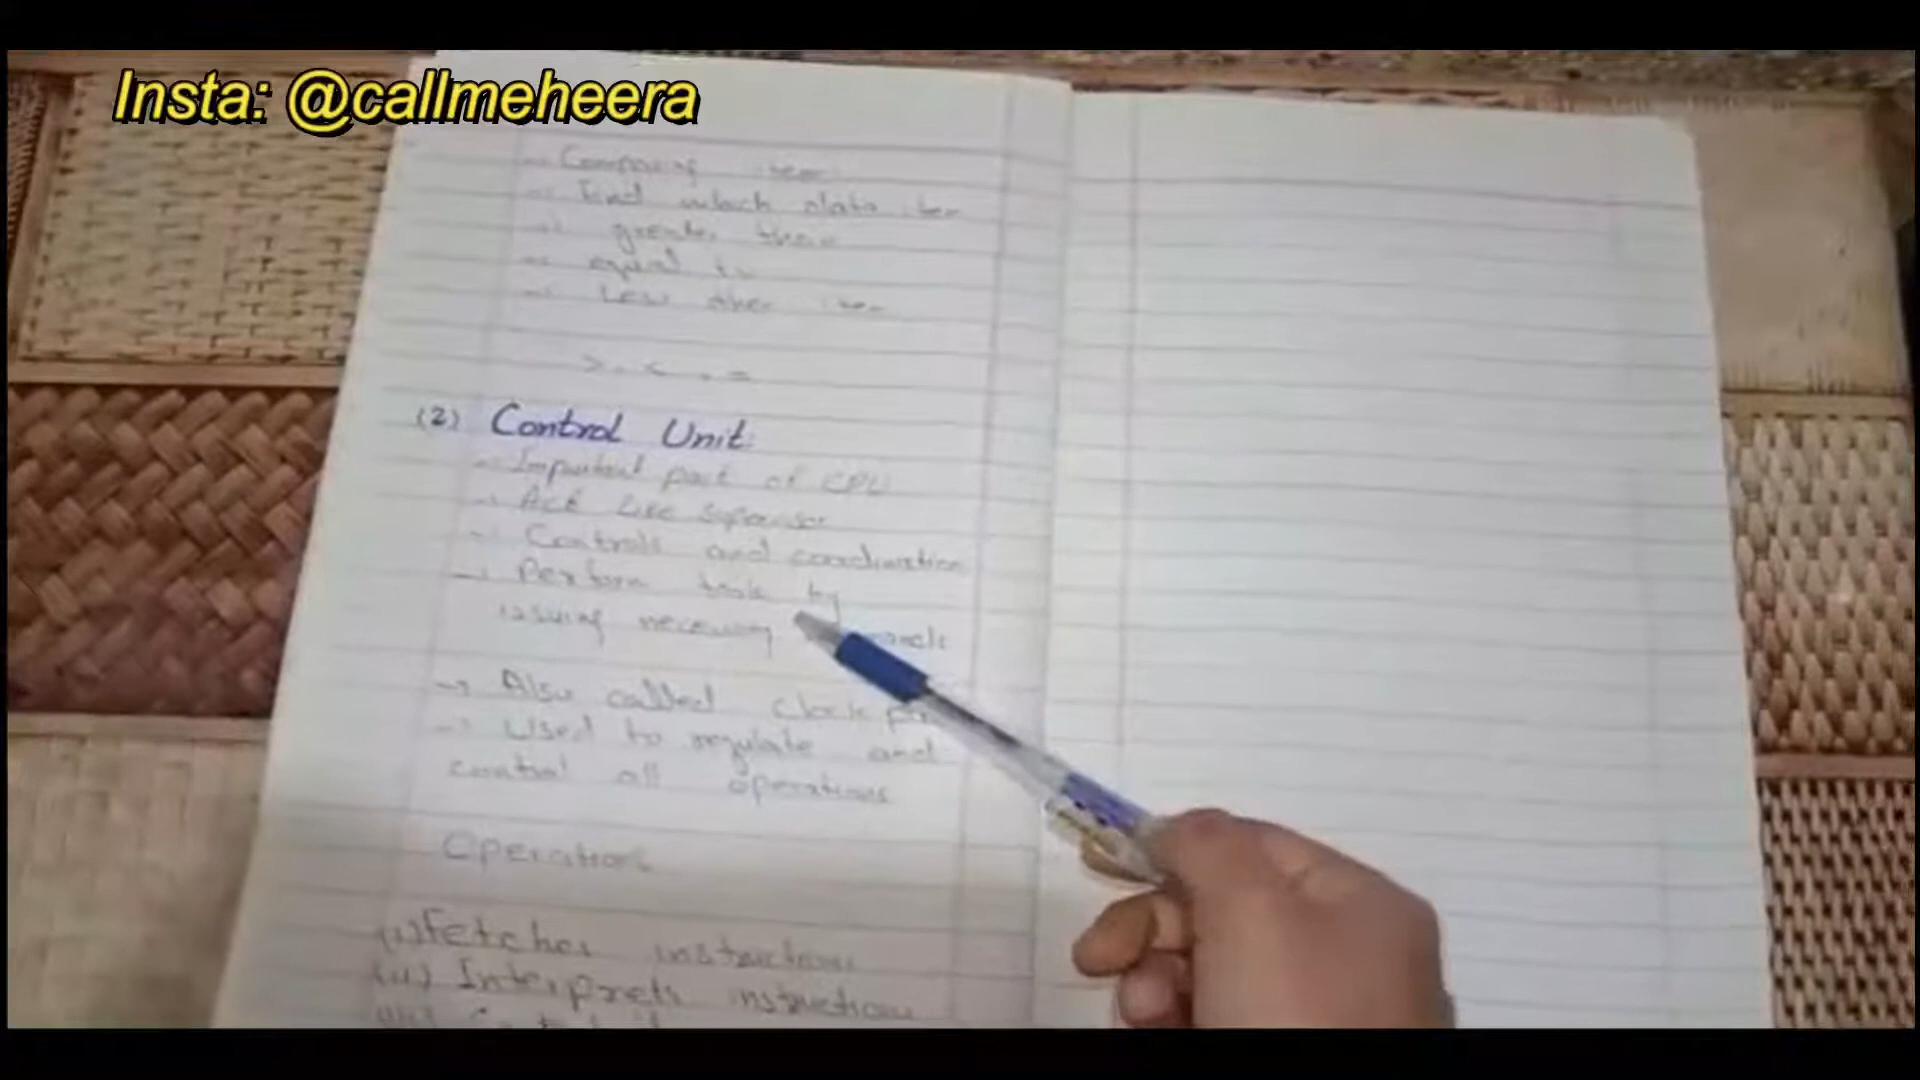 Insta: @callmeheera
→ Comparing item
→ Find which data item
→ greater than
→ equal to
→ Less than item
> , < , =
(2) Control Unit:
→ Important part of CPU
→ Act like supervisor
→ Controls and coordination
→ Perform task by
issuing necessary
→ Also called clock
→ Used to regulate and
control all operations
Operations
(i) Fetches instructions
(ii) Interprets instructions